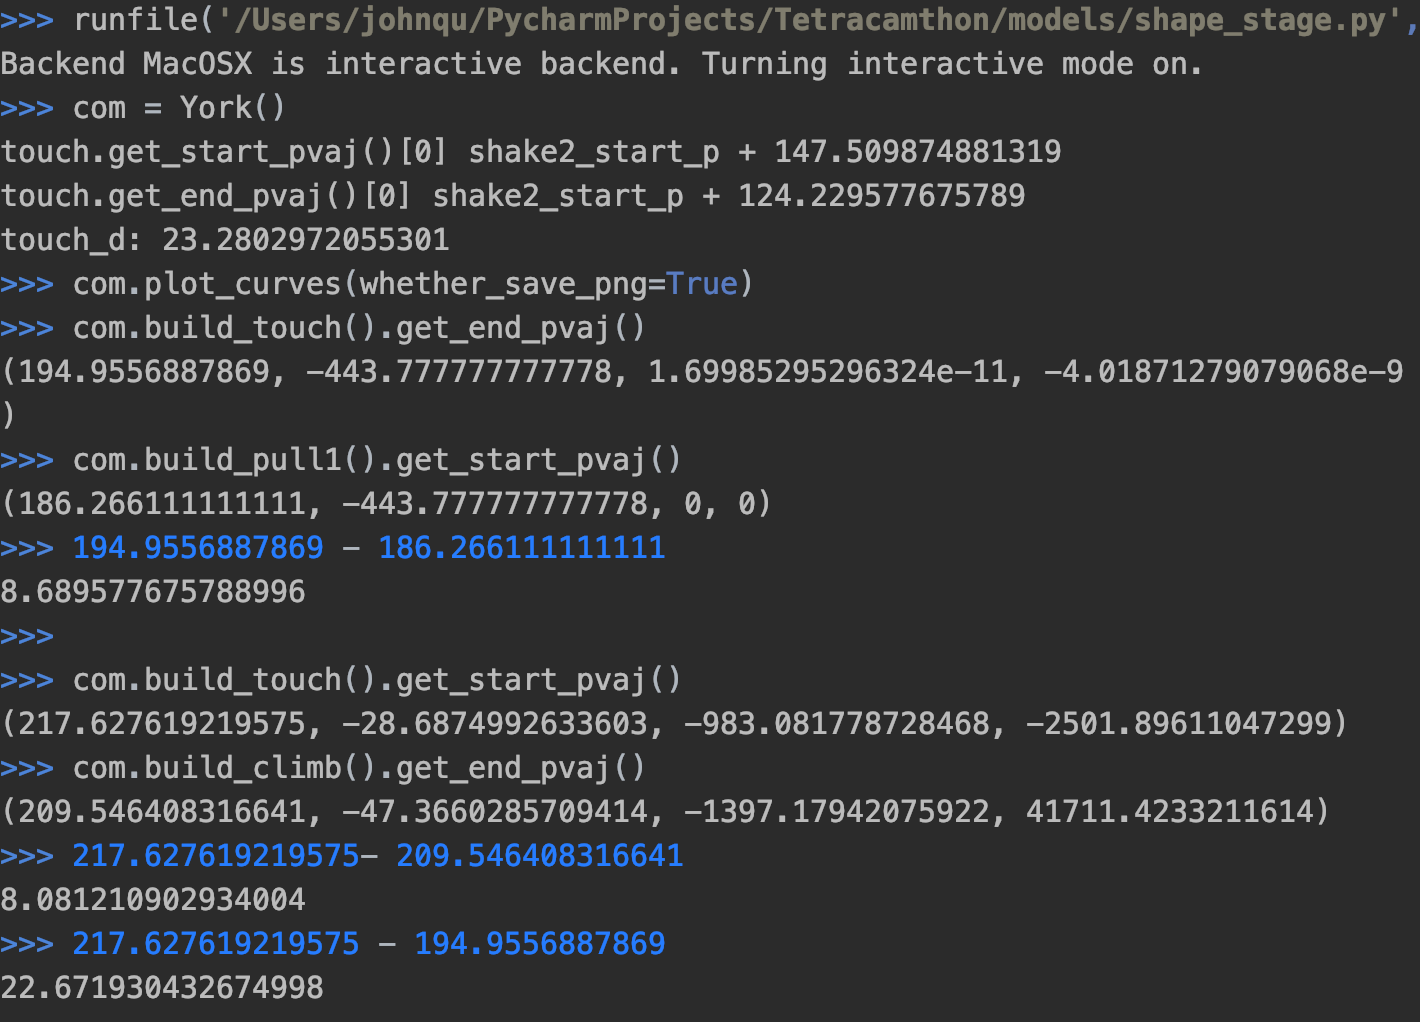 >>> runfile('/Users/johnqu/PycharmProjects/Tetracamthon/models/shape_stage.py',
Backend MacOSX is interactive backend. Turning interactive mode on.
>>> com = York()
touch.get_start_pvaj()[0] shake2_start_p + 147.509874881319
touch.get_end_pvaj()[0] shake2_start_p + 124.229577675789
touch_d: 23.2802972055301
>>> com.plot_curves(whether_save_png=True)
>>> com.build_touch().get_end_pvaj()
(194.9556887869, -443.777777777778, 1.69985295296324e-11, -4.01871279079068e-9
)
>>> com.build_pull1().get_start_pvaj()
(186.266111111111, -443.777777777778, 0, 0)
>>> 194.9556887869 - 186.266111111111
8.689577675788996
>>>
>>> com.build_touch().get_start_pvaj()
(217.627619219575, -28.6874992633603, -983.081778728468, -2501.89611047299)
>>> com.build_climb().get_end_pvaj()
(209.546408316641, -47.3660285709414, -1397.17942075922, 41711.4233211614)
>>> 217.627619219575- 209.546408316641
8.081210902934004
>>> 217.627619219575 - 194.9556887869
22.671930432674998